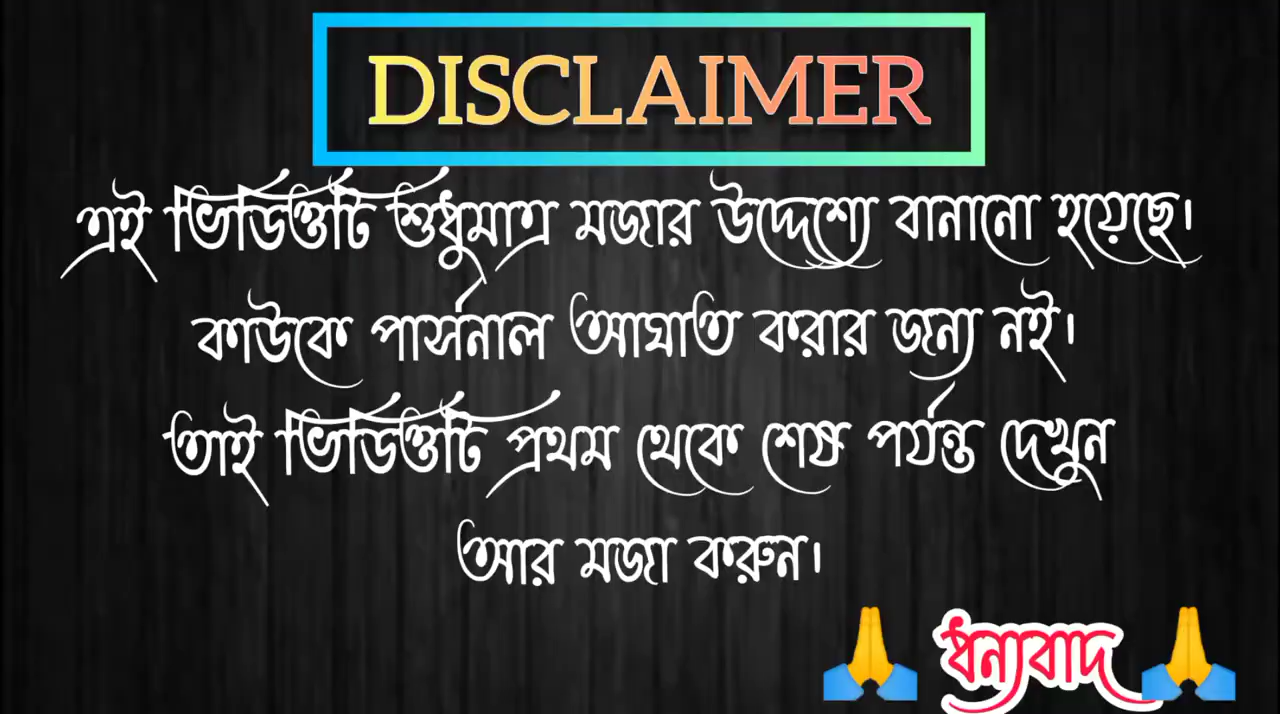 DISCLAIMER
এই ভিডিওটি শুধুমাত্র মজার উদ্দেশ্যে বানানো হয়েছে।
কাউকে পার্সনাল আঘাত করার জন্য নই।
তাই ভিডিওটি প্রথম থেকে শেষ পর্যন্ত দেখুন
আর মজা করুন।
🙏 ধন্যবাদ 🙏